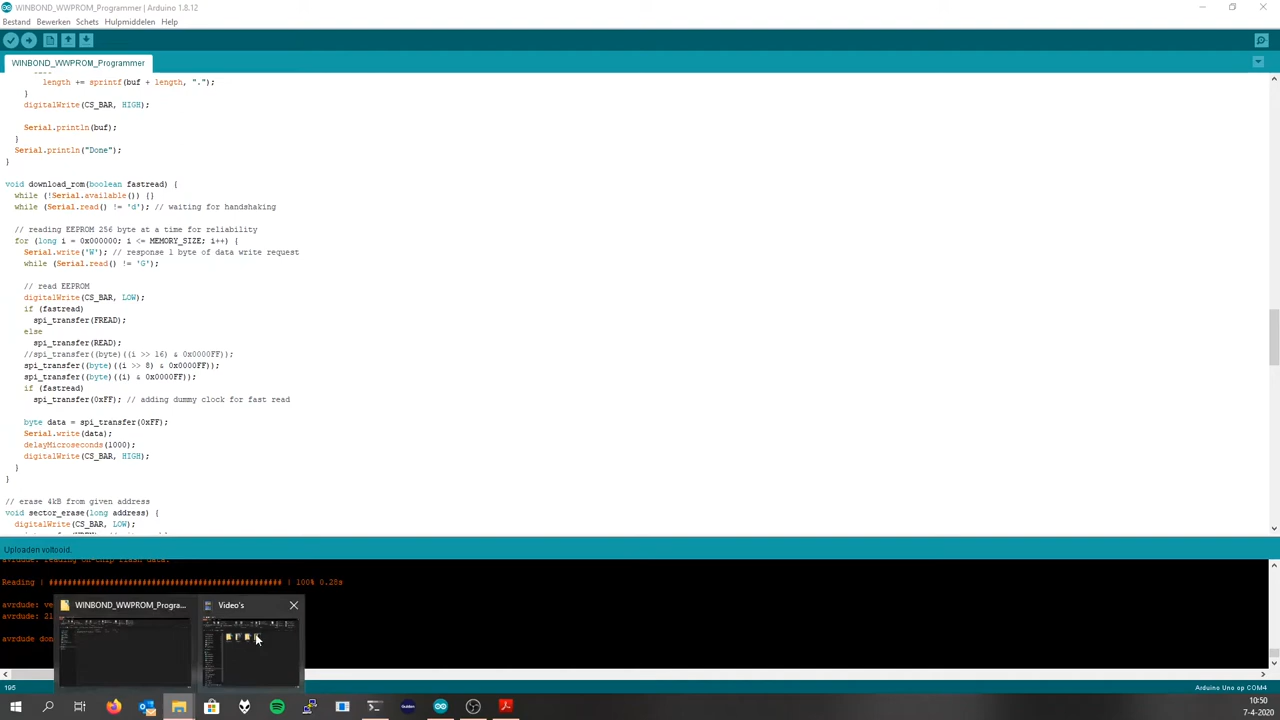 WINBOND_WWPROM_Programmer | Arduino 1.8.12
Bestand Bewerken Schets Hulpmiddelen Help
WINBOND_WWPROM_Programmer
length += sprintf(buf + length, ".");
}
digitalWrite(CS_BAR, HIGH);
Serial.println(buf);
}
Serial.println("Done");
}
void download_rom(boolean fastread) {
while (!Serial.available()) {}
while (Serial.read() != 'd'); // waiting for handshaking
// reading EEPROM 256 byte at a time for reliability
for (long i = 0x000000; i <= MEMORY_SIZE; i++) {
Serial.write('W'); // response 1 byte of data write request
while (Serial.read() != 'G');
// read EEPROM
digitalWrite(CS_BAR, LOW);
if (fastread)
spi_transfer(FREAD);
else
spi_transfer(READ);
//spi_transfer((byte)((i >> 16) & 0x0000FF));
spi_transfer((byte)((i >> 8) & 0x0000FF));
spi_transfer((byte)((i) & 0x0000FF));
if (fastread)
spi_transfer(0xFF); // adding dummy clock for fast read
byte data = spi_transfer(0xFF);
Serial.write(data);
delayMicroseconds(1000);
digitalWrite(CS_BAR, HIGH);
}
}
// erase 4kB from given address
void sector_erase(long address) {
digitalWrite(CS_BAR, LOW);
Uploaden voltooid.
avrdude: reading on-chip flash data:
Reading | ################################################## | 100% 0.28s
avrdude: ve
avrdude: 21
avrdude don
WINBOND_WWPROM_Progra...
Video's
195
Arduino Uno op COM4
Gulden
10:50
7-4-2020